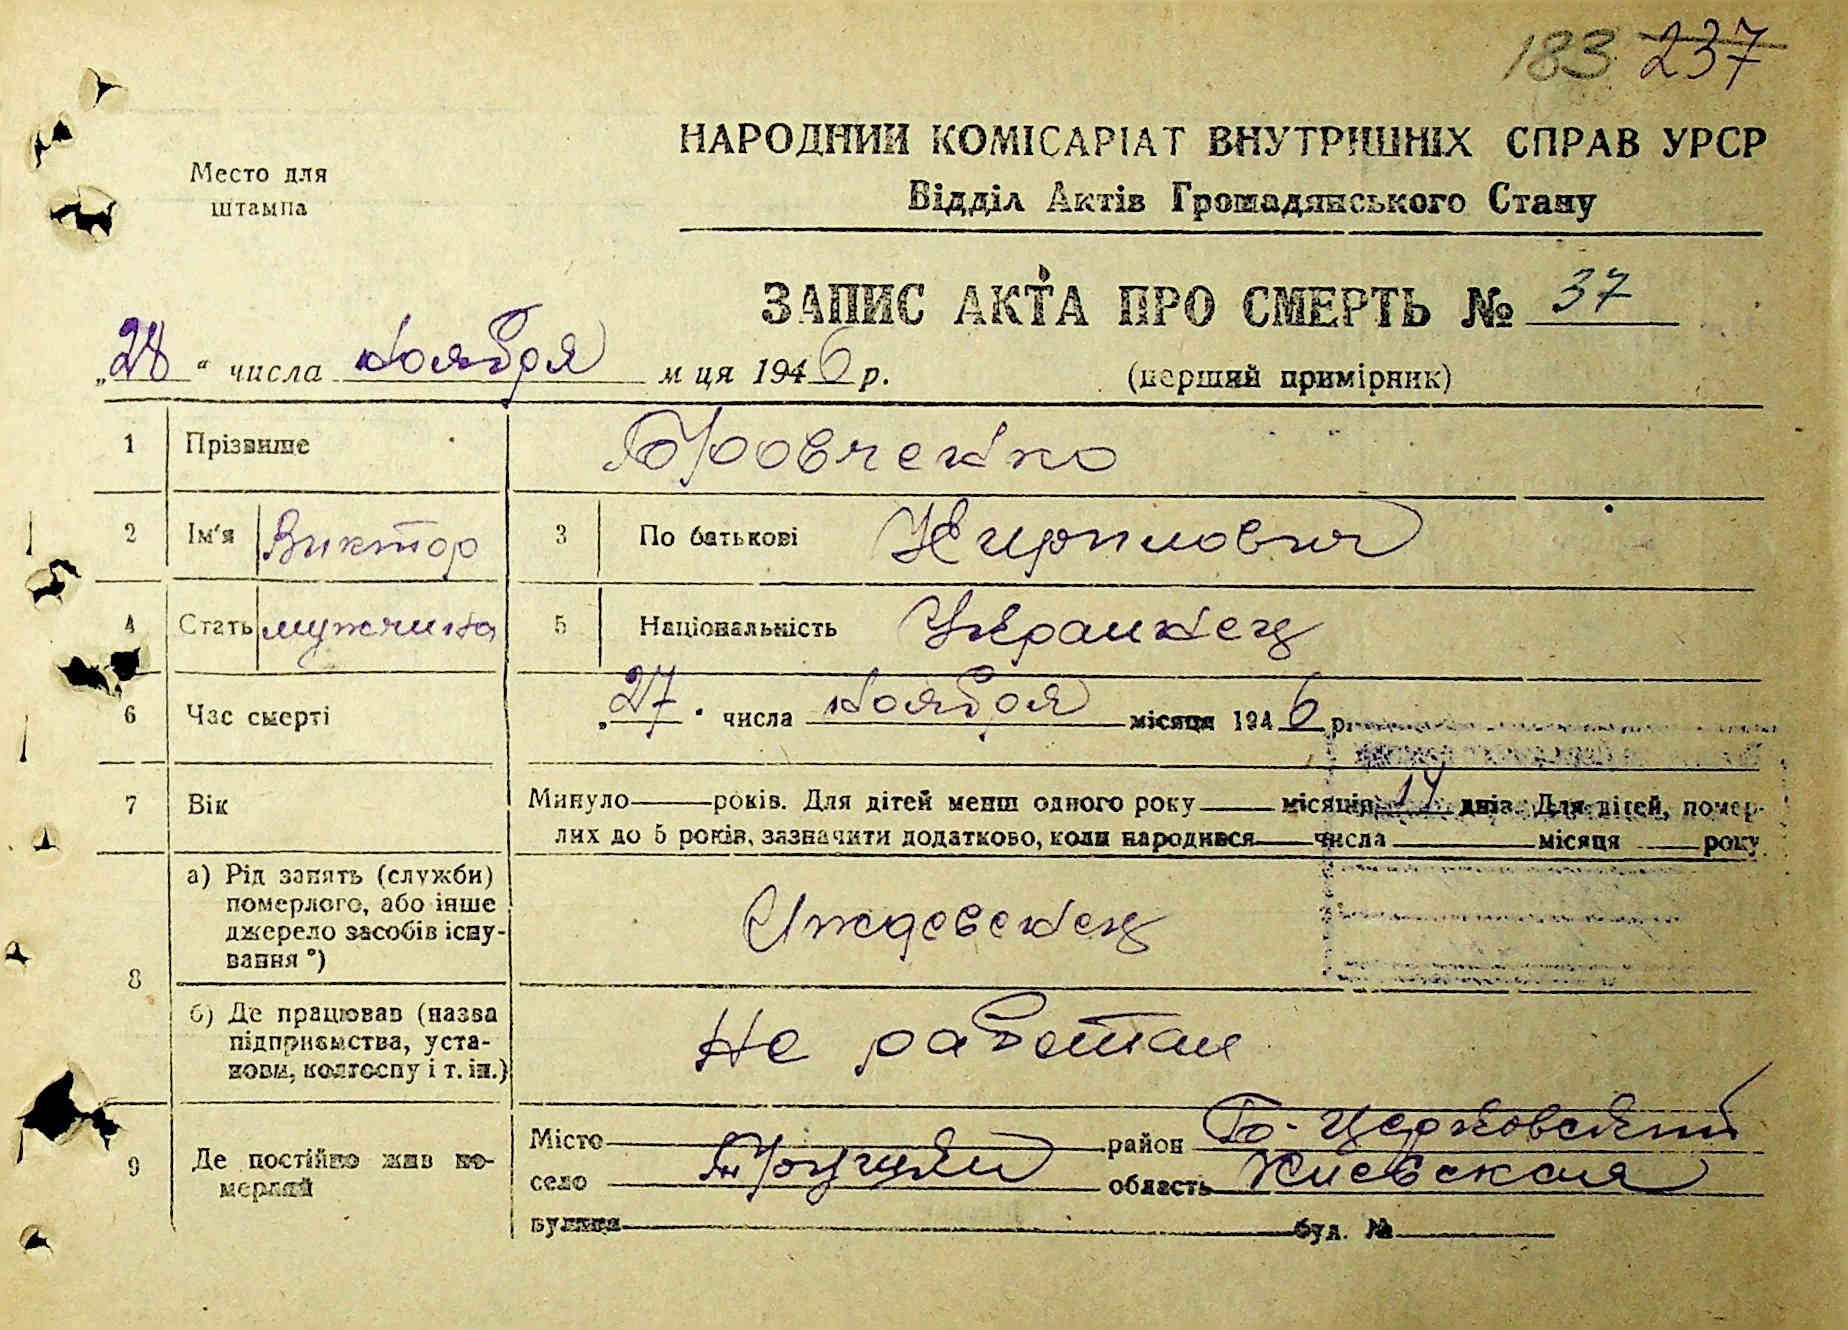 183 237
Место для
штампа
НАРОДНИЙ КОМІСАРІАТ ВНУТРІШНІХ СПРАВ УРСР
Відділ Актів Громадянського Стану
ЗАПИС АКТА ПРО СМЕРТЬ № 37
„28“ числа ноября м ця 1946 р.
(перший примірник)
1 Прізвише Бровченко
2 Ім'я Виктор 3 По батькові Кирилович
4 Стать мужчина 5 Національність Украинец
6 Час смерті „27“ числа ноября місяця 1946 р.
7 Вік Минуло — років. Для дітей менш одного року — місяців 14 днів. Для дітей, помер-
лих до 5 років, зазначити додатково, коли народився — числа — місяця — року
8 а) Рід занять (служби)
померлого, або інше
джерело засобів існу-
вання *)
Иждевенец
б) Де працював (назва
підприємства, уста-
нови, колгоспу і т. ін.)
Не работал
9 Де постійно жив по-
мерлий
Місто — район Б-Церковский
село область Киевская
вулиця — буд. № —